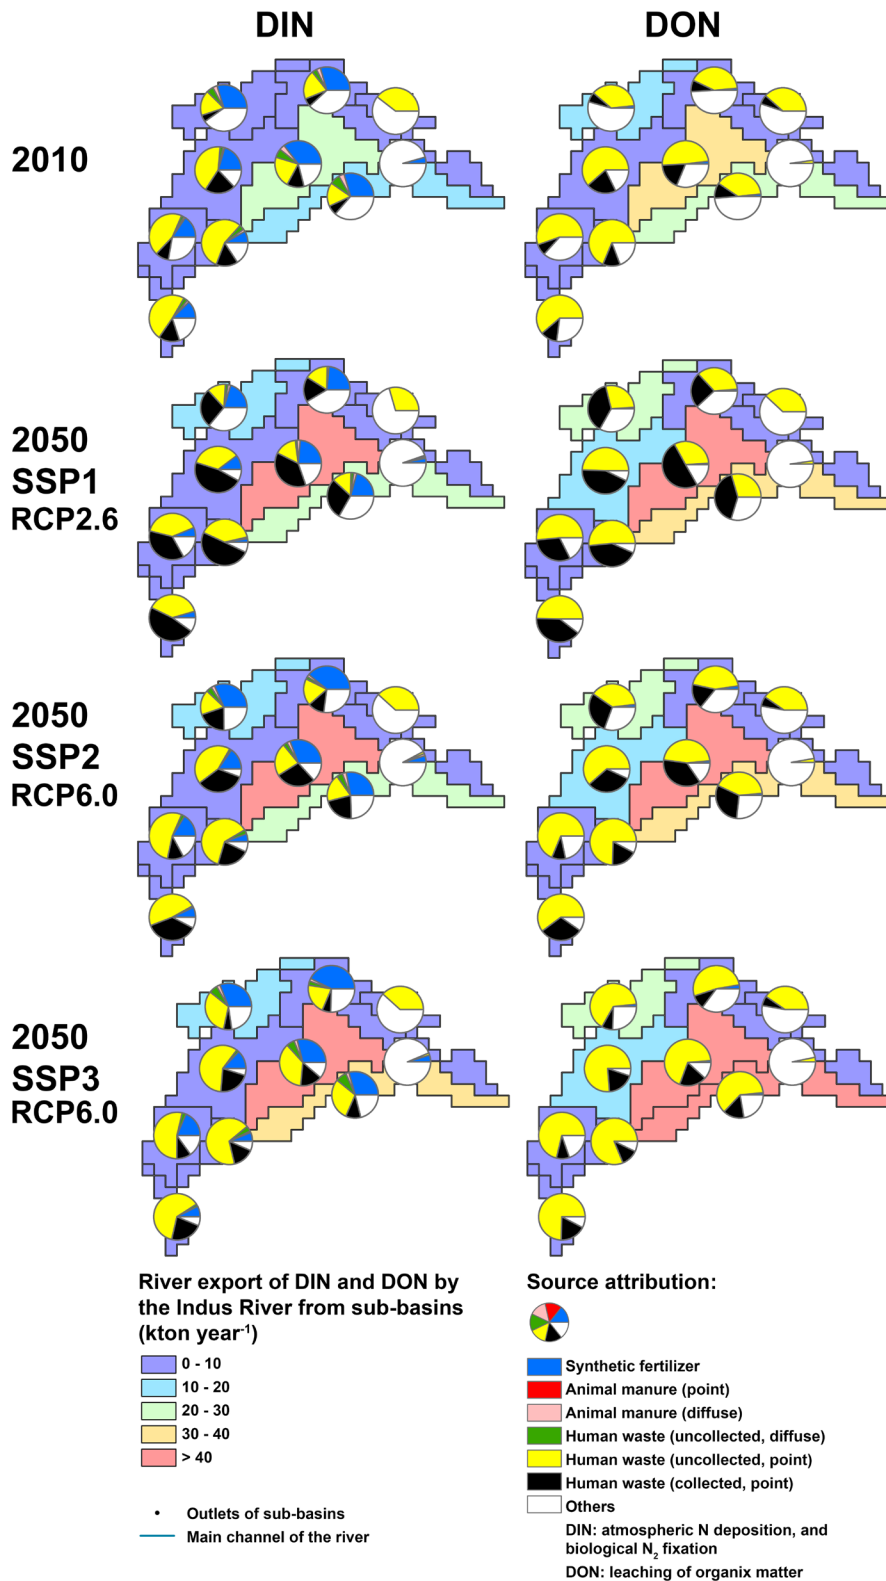 DIN
DON
2010
2050
SSP1
RCP2.6
2050
SSP2
RCP6.0
2050
SSP3
RCP6.0
River export of DIN and DON by
the Indus River from sub-basins
(kton year-1)
0 - 10
10 - 20
20 - 30
30 - 40
> 40
Outlets of sub-basins
Main channel of the river
Source attribution:
Synthetic fertilizer
Animal manure (point)
Animal manure (diffuse)
Human waste (uncollected, diffuse)
Human waste (uncollected, point)
Human waste (collected, point)
Others
DIN: atmospheric N deposition, and
biological N2 fixation
DON: leaching of organix matter